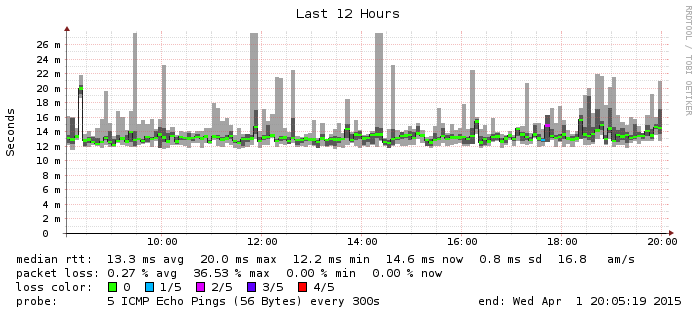 Last 12 Hours
RRDTOOL / TOBI OETIKER
Seconds
26 m
24 m
22 m
20 m
18 m
16 m
14 m
12 m
10 m
8 m
6 m
4 m
2 m
0
10:00 12:00 14:00 16:00 18:00 20:00
median rtt: 13.3 ms avg 20.0 ms max 12.2 ms min 14.6 ms now 0.8 ms sd 16.8 am/s
packet loss: 0.27 % avg 36.53 % max 0.00 % min 0.00 % now
loss color: 0 1/5 2/5 3/5 4/5
probe: 5 ICMP Echo Pings (56 Bytes) every 300s end: Wed Apr 1 20:05:19 2015